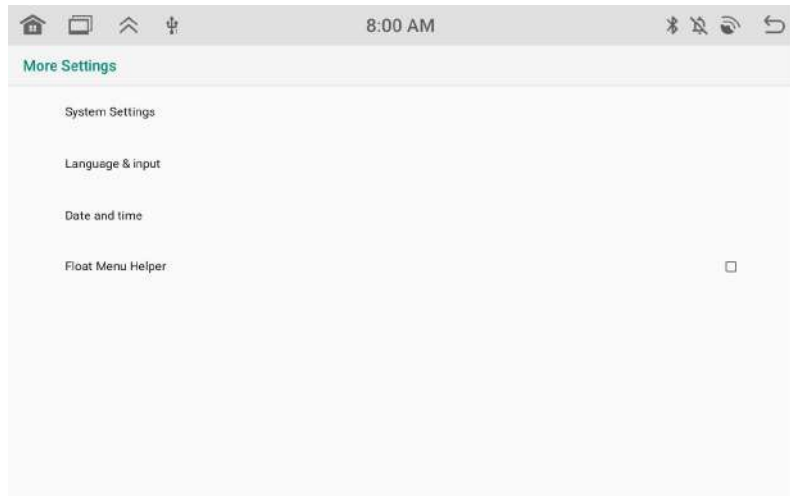 8:00 AM
More Settings
System Settings
Language & input
Date and time
Float Menu Helper